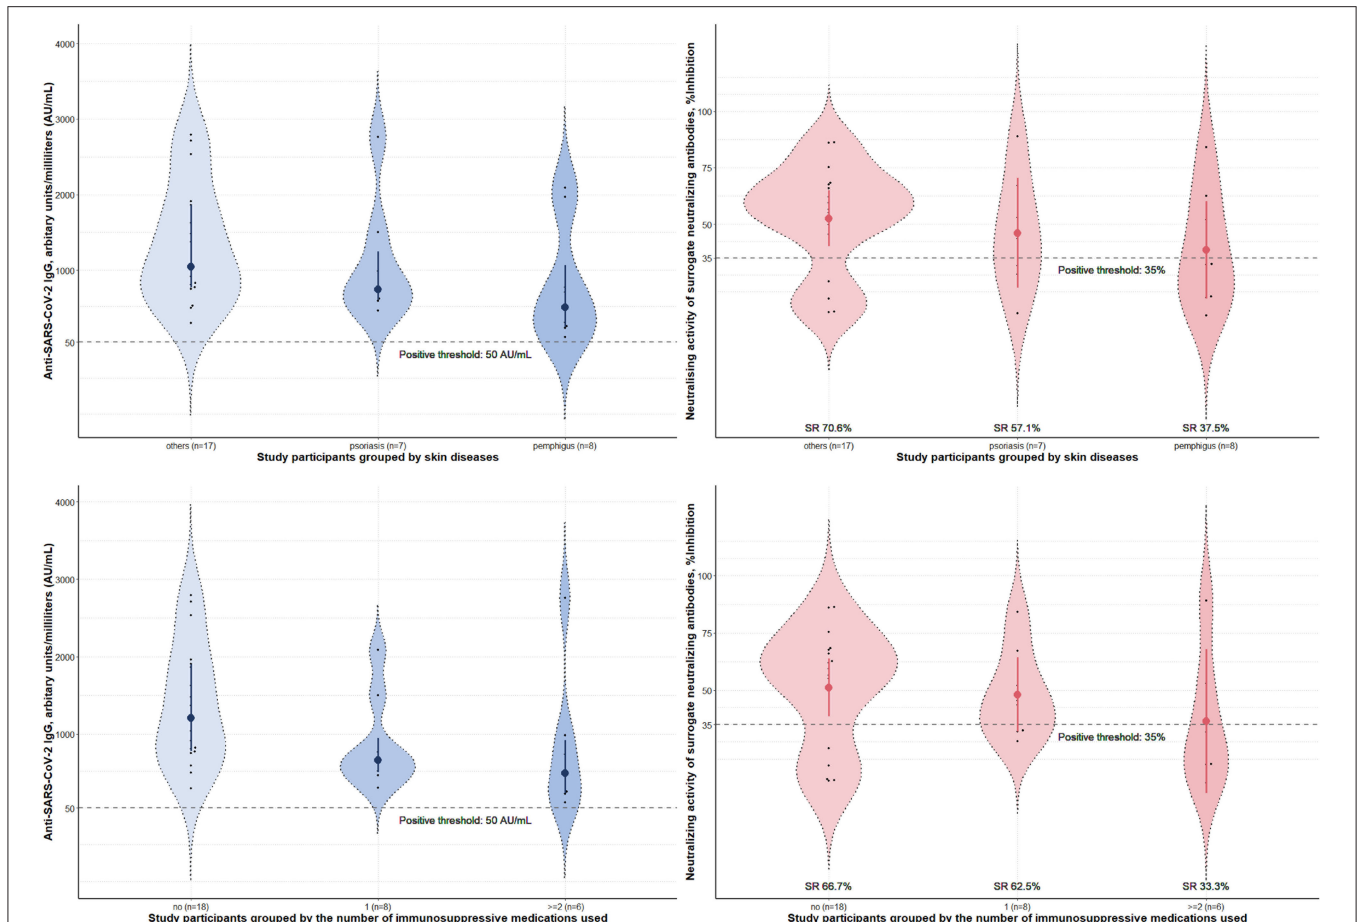 Anti-SARS-CoV-2 IgG, arbitary units/milliliters (AU/mL)
4000
3000
2000
1000
50
Positive threshold: 50 AU/mL
others (n=17)
psoriasis (n=7)
pemphigus (n=8)
Study participants grouped by skin diseases
Neutralising activity of surrogate neutralizing antibodies, %Inhibition
100
75
50
35
Positive threshold: 35%
SR 70.6%
SR 57.1%
SR 37.5%
others (n=17)
psoriasis (n=7)
pemphigus (n=8)
Study participants grouped by skin diseases
Anti-SARS-CoV-2 IgG, arbitary units/milliliters (AU/mL)
4000
3000
2000
1000
50
Positive threshold: 50 AU/mL
no (n=18)
1 (n=8)
>=2 (n=6)
Study participants grouped by the number of immunosuppressive medications used
Neutralizing activity of surrogate neutralizing antibodies, %Inhibition
100
75
50
35
Positive threshold: 35%
SR 66.7%
SR 62.5%
SR 33.3%
no (n=18)
1 (n=8)
>=2 (n=6)
Study participants grouped by the number of immunosuppressive medications used